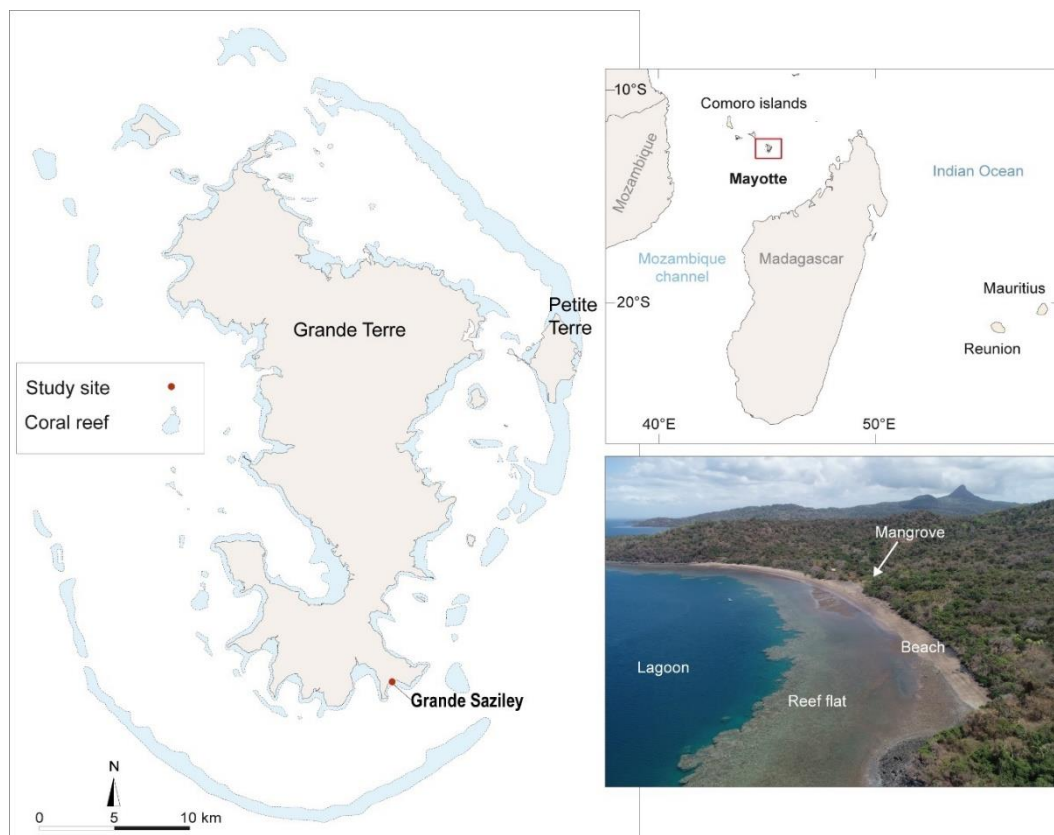 Grande Terre
Petite
Terre
Study site
Coral reef
Grande Saziley
N
0 5 10 km
10°S
Comoro islands
Mozambique
Mayotte
Indian Ocean
Mozambique
channel
Madagascar
20°S
Mauritius
Reunion
40°E 50°E
Mangrove
Beach
Lagoon
Reef flat